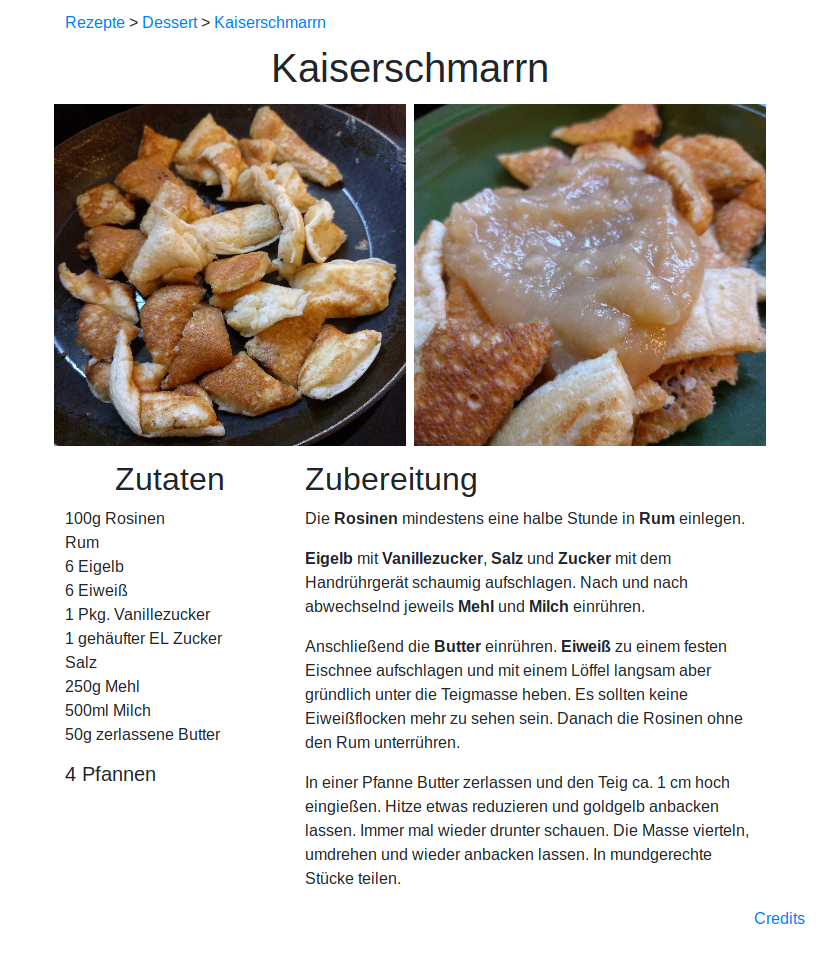 Rezepte > Dessert > Kaiserschmarrn
Kaiserschmarrn
Zutaten
100g Rosinen
Rum
6 Eigelb
6 Eiweiß
1 Pkg. Vanillezucker
1 gehäufter EL Zucker
Salz
250g Mehl
500ml Milch
50g zerlassene Butter
4 Pfannen
Zubereitung
Die Rosinen mindestens eine halbe Stunde in Rum einlegen.
Eigelb mit Vanillezucker, Salz und Zucker mit dem
Handrührgerät schaumig aufschlagen. Nach und nach
abwechselnd jeweils Mehl und Milch einrühren.
Anschließend die Butter einrühren. Eiweiß zu einem festen
Eischnee aufschlagen und mit einem Löffel langsam aber
gründlich unter die Teigmasse heben. Es sollten keine
Eiweißflocken mehr zu sehen sein. Danach die Rosinen ohne
den Rum unterrühren.
In einer Pfanne Butter zerlassen und den Teig ca. 1 cm hoch
eingießen. Hitze etwas reduzieren und goldgelb anbacken
lassen. Immer mal wieder drunter schauen. Die Masse vierteln,
umdrehen und wieder anbacken lassen. In mundgerechte
Stücke teilen.
Credits